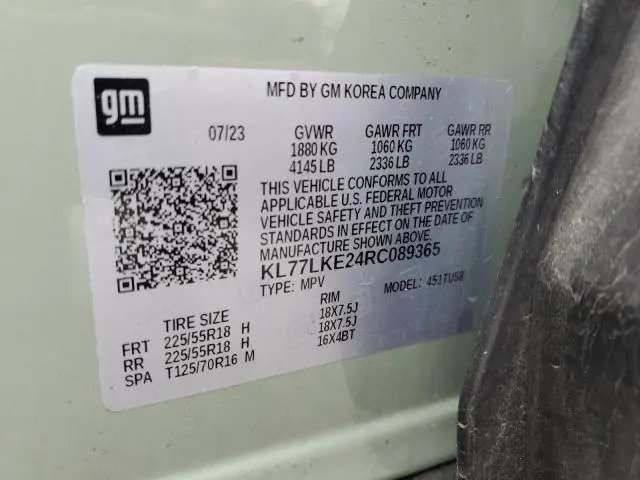 gm
MFD BY GM KOREA COMPANY
07/23 GVWR GAWR FRT GAWR RR
1880 KG 1060 KG 1060 KG
4145 LB 2336 LB 2336 LB
THIS VEHICLE CONFORMS TO ALL
APPLICABLE U.S. FEDERAL MOTOR
VEHICLE SAFETY AND THEFT PREVENTION
STANDARDS IN EFFECT ON THE DATE OF
MANUFACTURE SHOWN ABOVE.
KL77LKE24RC089365
TYPE: MPV MODEL: 451TU58
TIRE SIZE RIM
FRT 225/55R18 H 18X7.5J
RR 225/55R18 H 18X7.5J
SPA T125/70R16 M 16X4BT